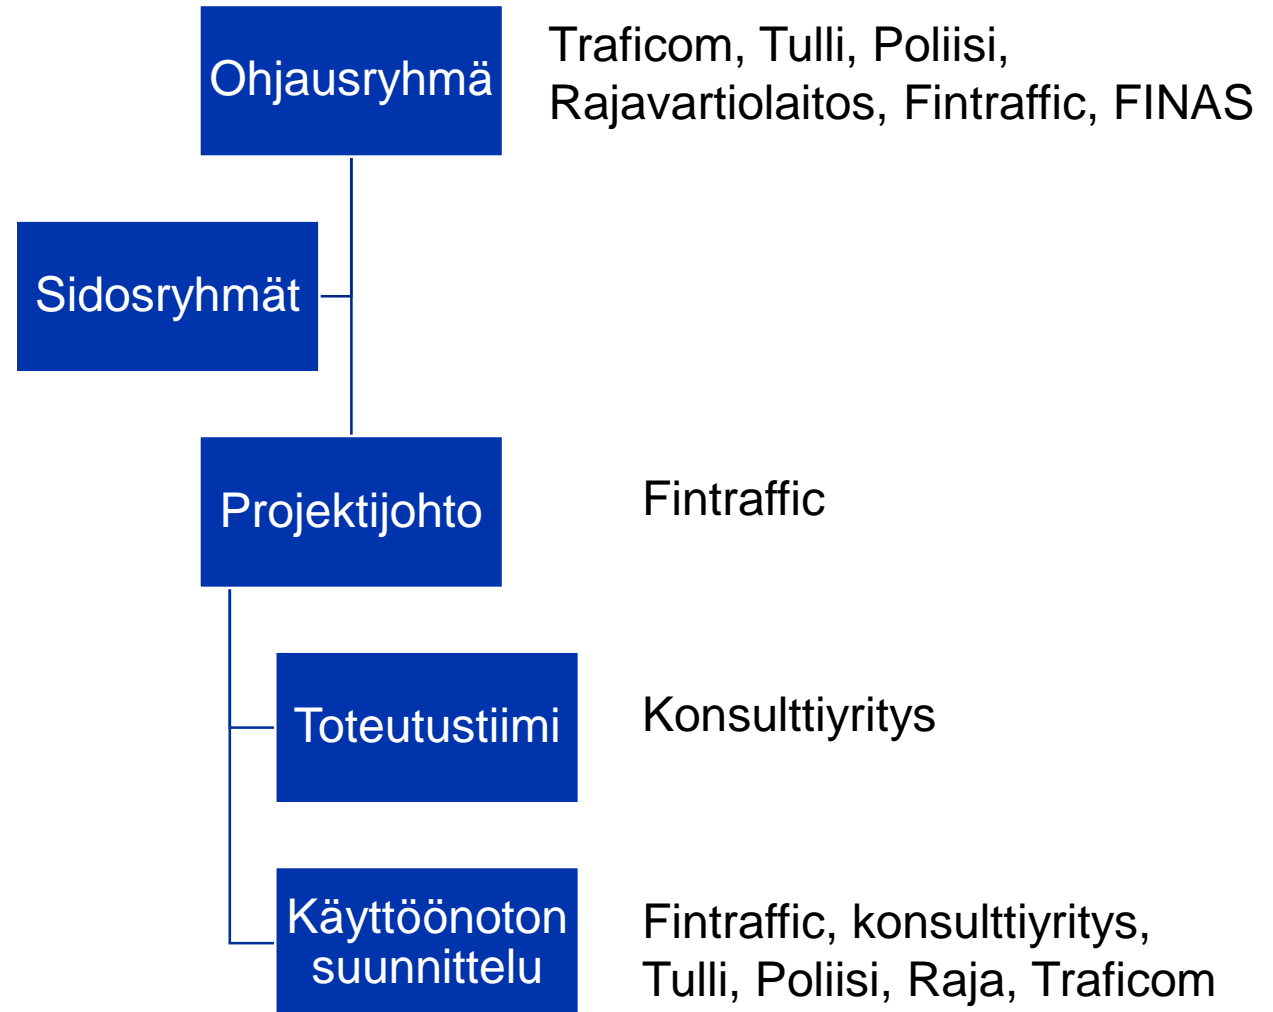 Ohjausryhmä
Traficom, Tulli, Poliisi,
Rajavartiolaitos, Fintraffic, FINAS
Sidosryhmät
Projektijohto
Fintraffic
Toteutustiimi
Konsulttiyritys
Käyttöönoton
suunnittelu
Fintraffic, konsulttiyritys,
Tulli, Poliisi, Raja, Traficom